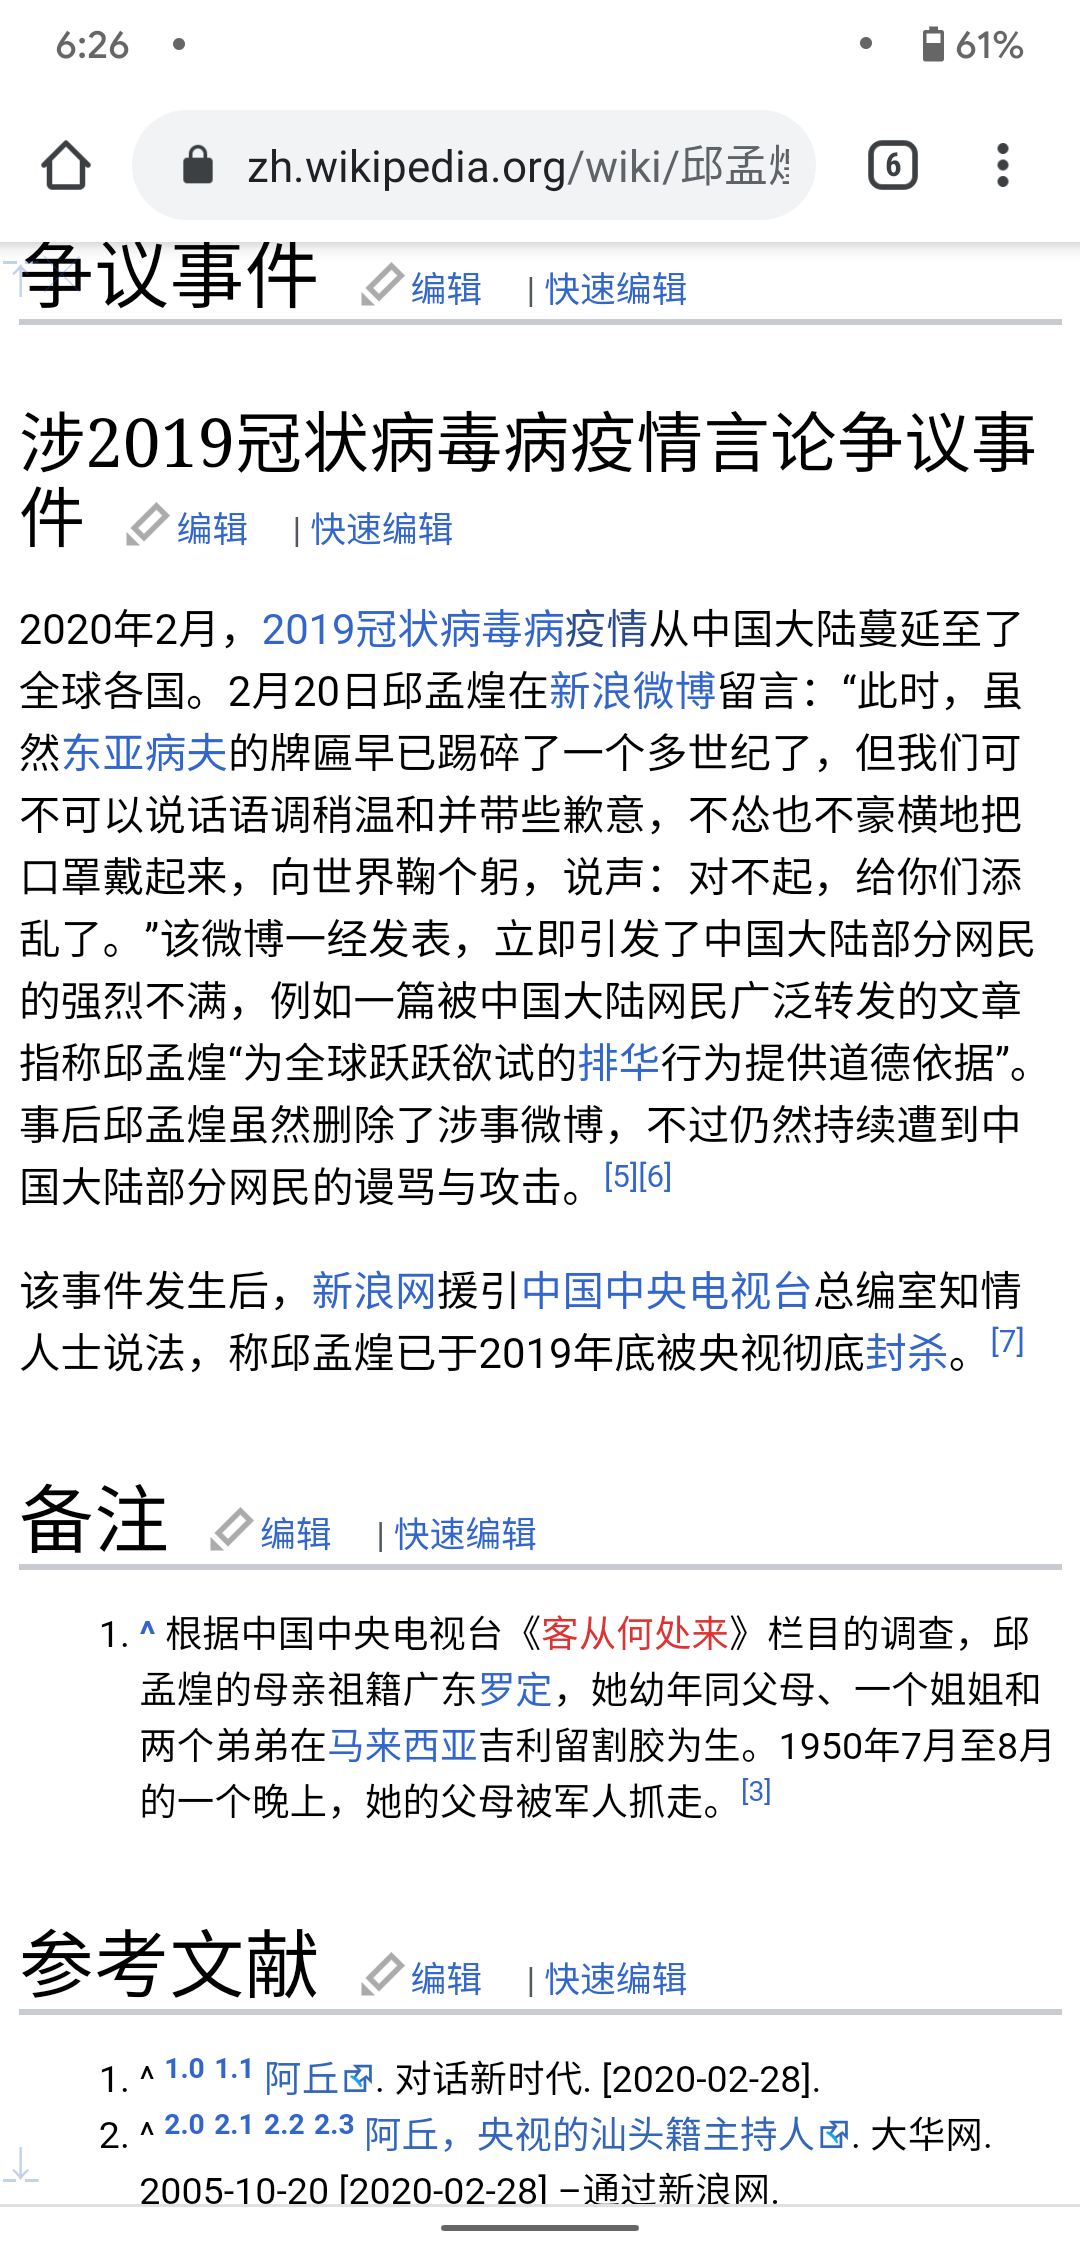 6:26
61%
zh.wikipedia.org/wiki/邱孟煌
6
争议事件 编辑 | 快速编辑
涉2019冠状病毒病疫情言论争议事
件 编辑 | 快速编辑
2020年2月，2019冠状病毒病疫情从中国大陆蔓延至了
全球各国。2月20日邱孟煌在新浪微博留言：“此时，虽
然东亚病夫的牌匾早已踢碎了一个多世纪了，但我们可
不可以说话语调稍温和并带些歉意，不怂也不豪横地把
口罩戴起来，向世界鞠个躬，说声：对不起，给你们添
乱了。”该微博一经发表，立即引发了中国大陆部分网民
的强烈不满，例如一篇被中国大陆网民广泛转发的文章
指称邱孟煌“为全球跃跃欲试的排华行为提供道德依据”。
事后邱孟煌虽然删除了涉事微博，不过仍然持续遭到中
国大陆部分网民的谩骂与攻击。[5][6]
该事件发生后，新浪网援引中国中央电视台总编室知情
人士说法，称邱孟煌已于2019年底被央视彻底封杀。[7]
备注 编辑 | 快速编辑
1. ^ 根据中国中央电视台《客从何处来》栏目的调查，邱
孟煌的母亲祖籍广东罗定，她幼年同父母、一个姐姐和
两个弟弟在马来西亚吉利留割胶为生。1950年7月至8月
的一个晚上，她的父母被军人抓走。[3]
参考文献 编辑 | 快速编辑
1. ^ 1.0 1.1 阿丘. 对话新时代. [2020-02-28].
2. ^ 2.0 2.1 2.2 2.3 阿丘，央视的汕头籍主持人. 大华网.
2005-10-20 [2020-02-28] –通过新浪网.